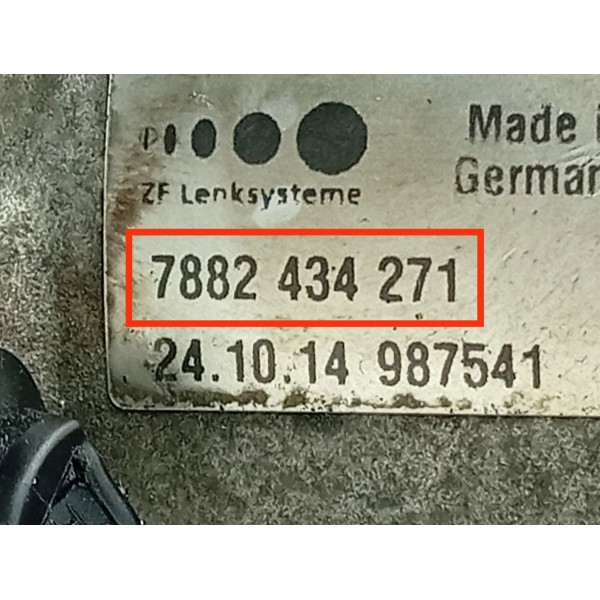 Made i
German
ZF Lenksysteme
7882 434 271
24.10.14 987541